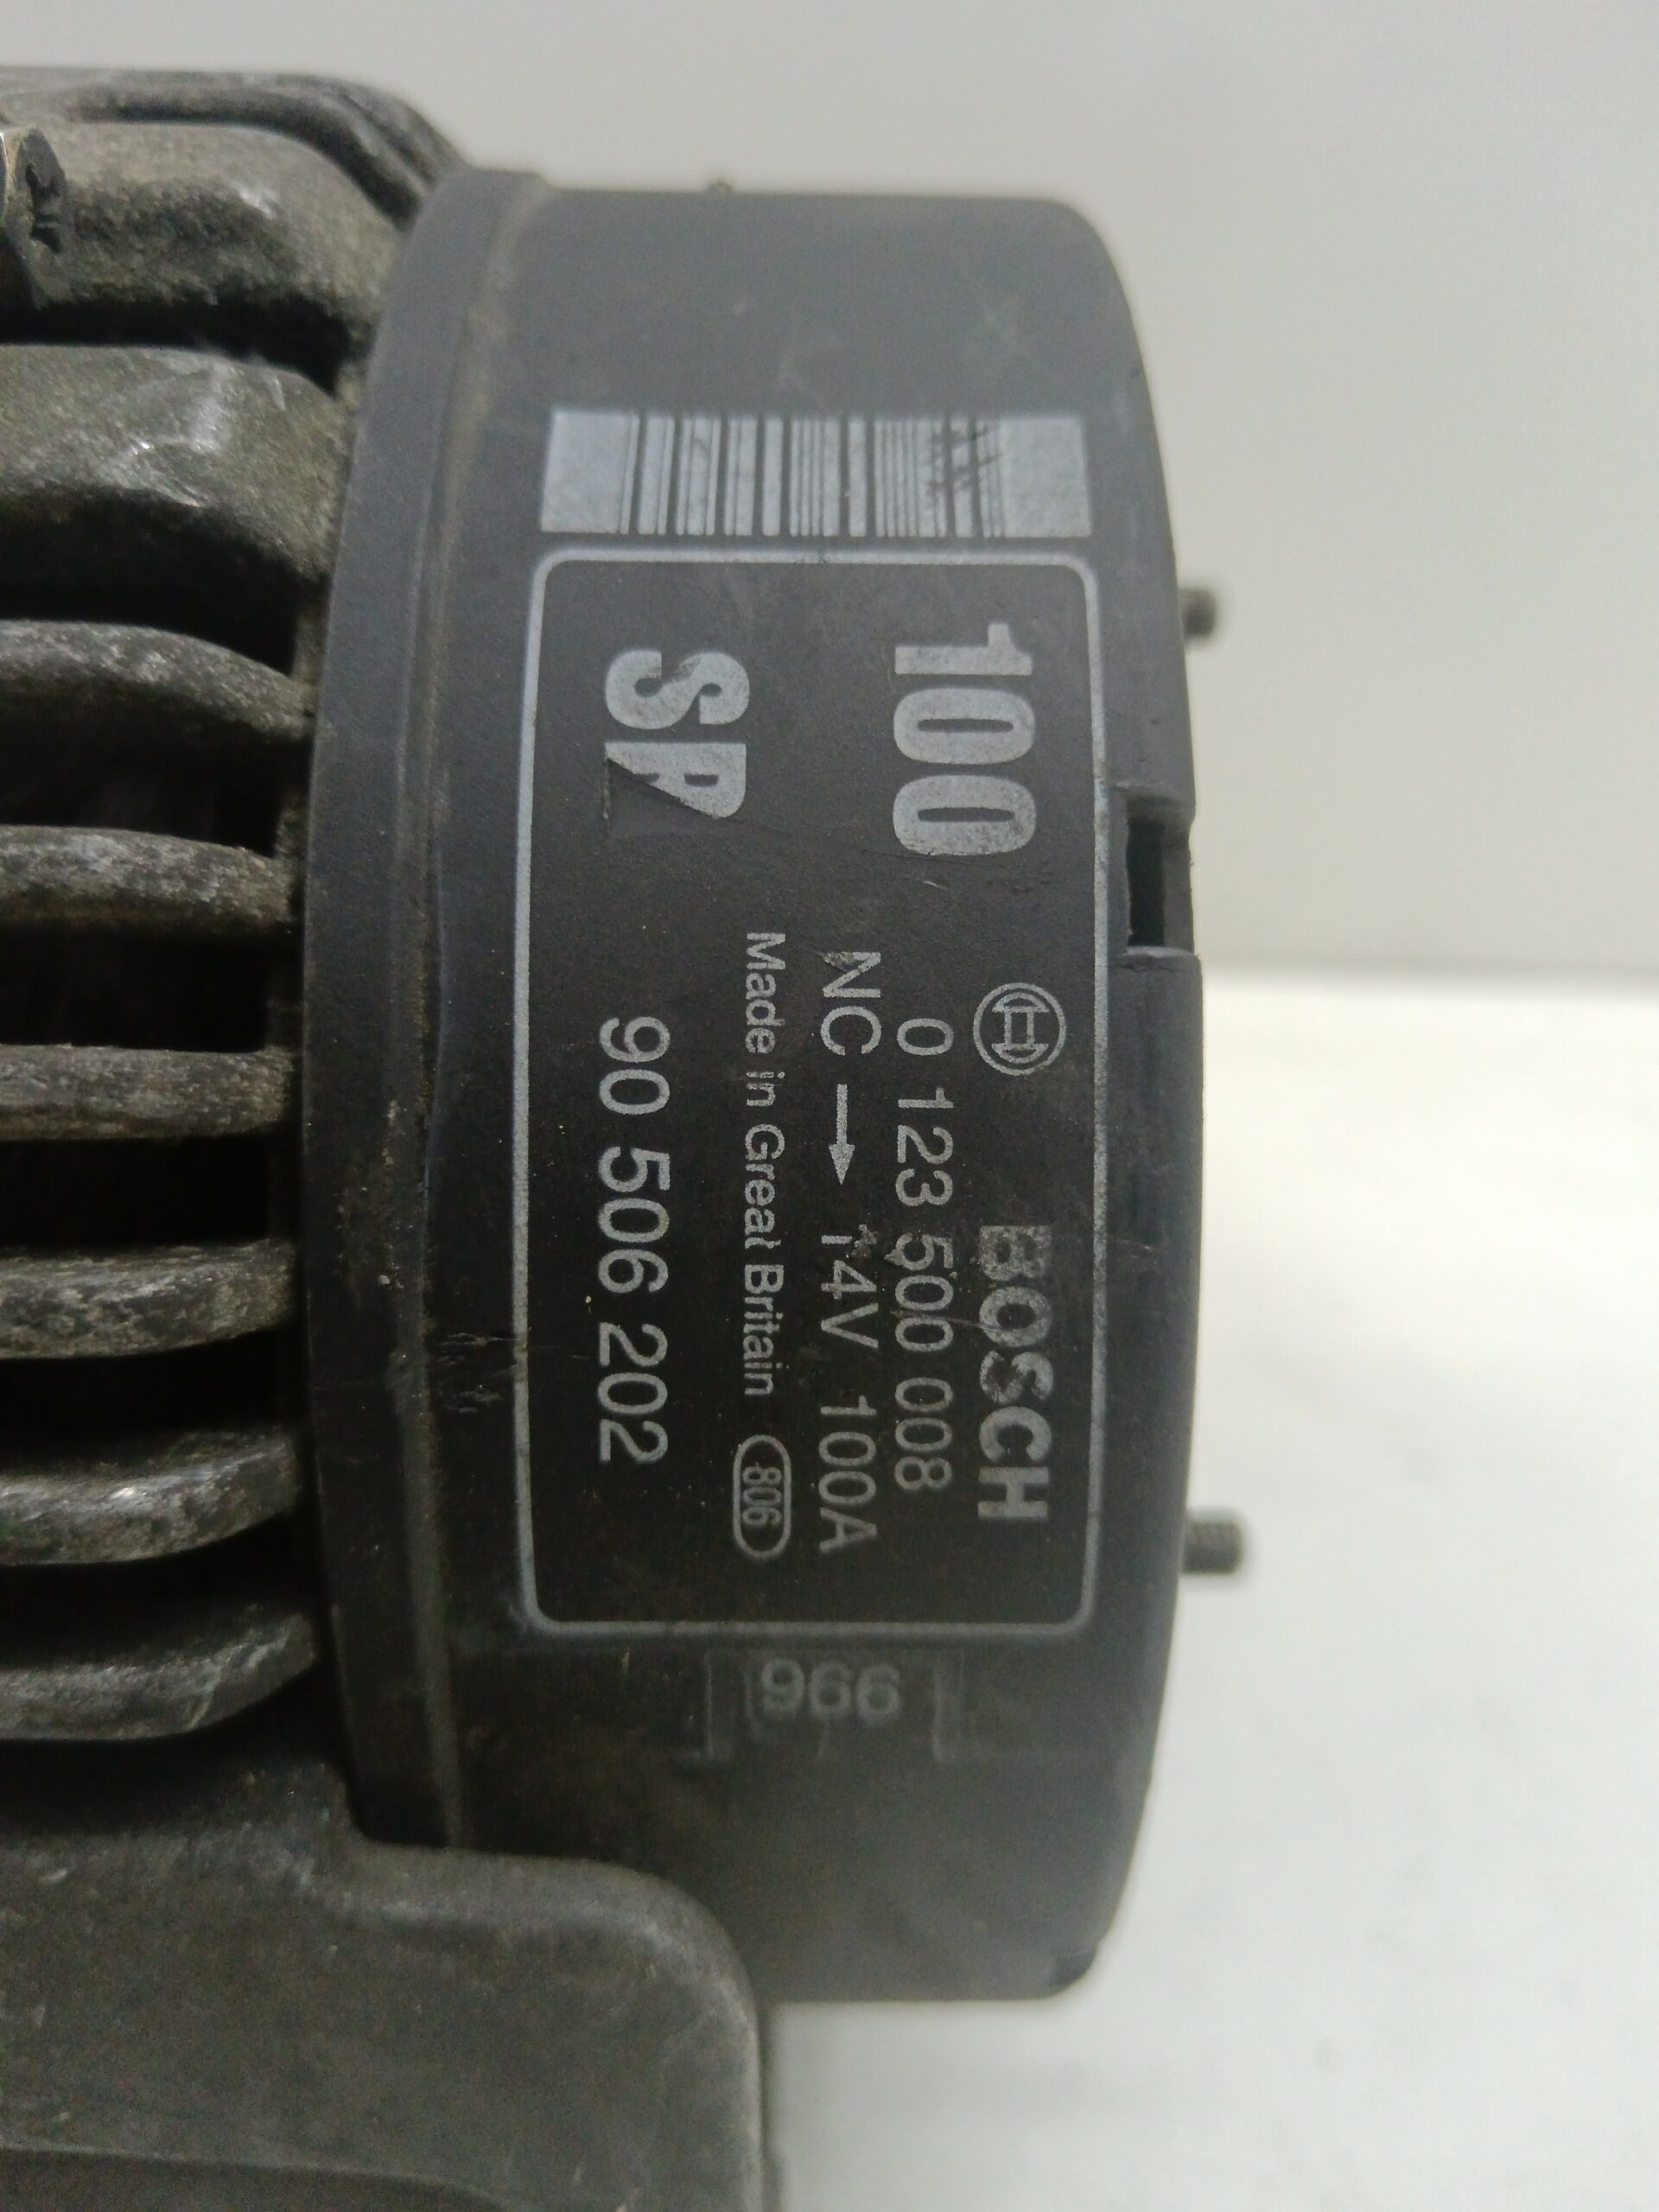 100
SP
BOSCH
0 123 500 008
NC → 14V 100A
Made in Great Britain 806
90 506 202
966